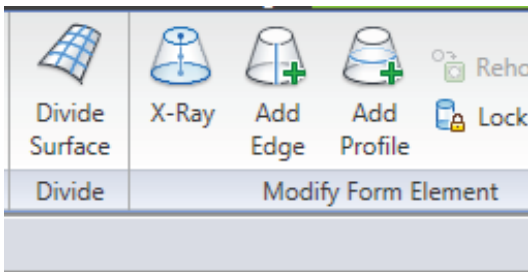 Divide
Surface
X-Ray
Add
Edge
Add
Profile
Lock
Divide
Modify Form Element